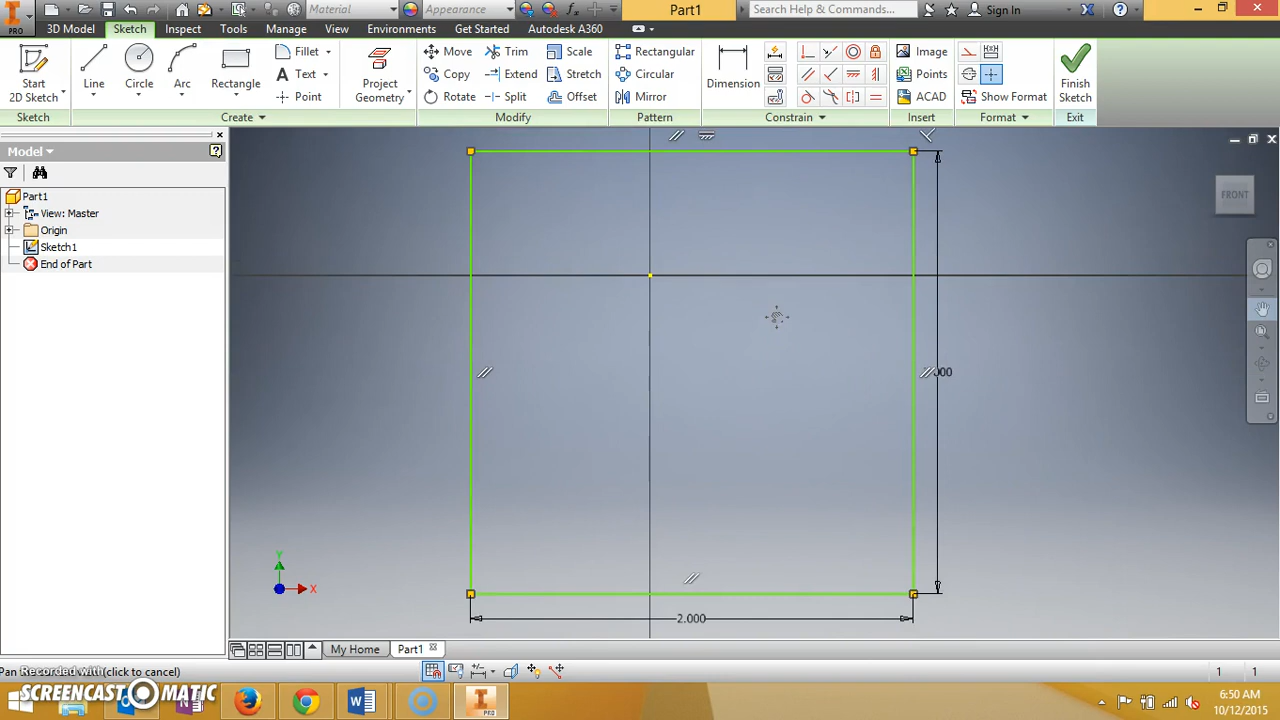 Material
Appearance
Part1
Search Help & Commands...
Sign In
PRO
3D Model
Sketch
Inspect
Tools
Manage
View
Environments
Get Started
Autodesk A360
Start
2D Sketch
Line
Circle
Arc
Rectangle
Fillet
Text
Point
Project
Geometry
Move
Copy
Rotate
Trim
Extend
Split
Scale
Stretch
Offset
Rectangular
Circular
Mirror
Dimension
Image
Points
ACAD
Show Format
Finish
Sketch
Sketch
Create
Modify
Pattern
Constrain
Insert
Format
Exit
Model
Part1
View: Master
Origin
Sketch1
End of Part
FRONT
2.000
Y
X
My Home
Part1
Pan Recorded with (click to cancel)
1 1
SCREENCAST MATIC
PRO
6:50 AM
10/12/2015